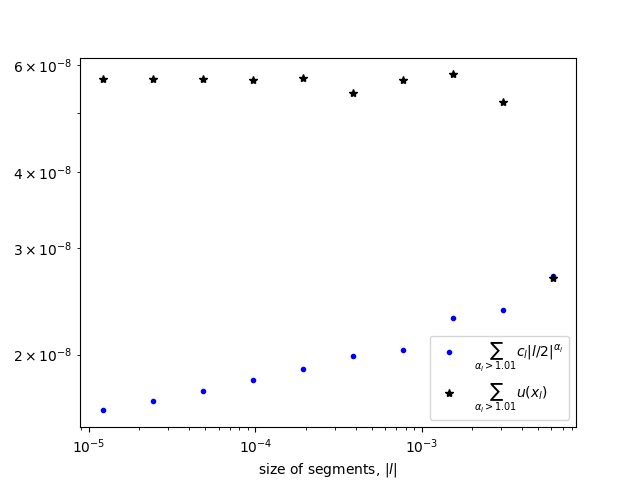 6 × 10⁻⁸
4 × 10⁻⁸
3 × 10⁻⁸
2 × 10⁻⁸
∑ c_l|l/2|^{α_l}
α_l>1.01
∑ u(x_l)
α_l>1.01
10⁻⁵ 10⁻⁴ 10⁻³
size of segments, |l|